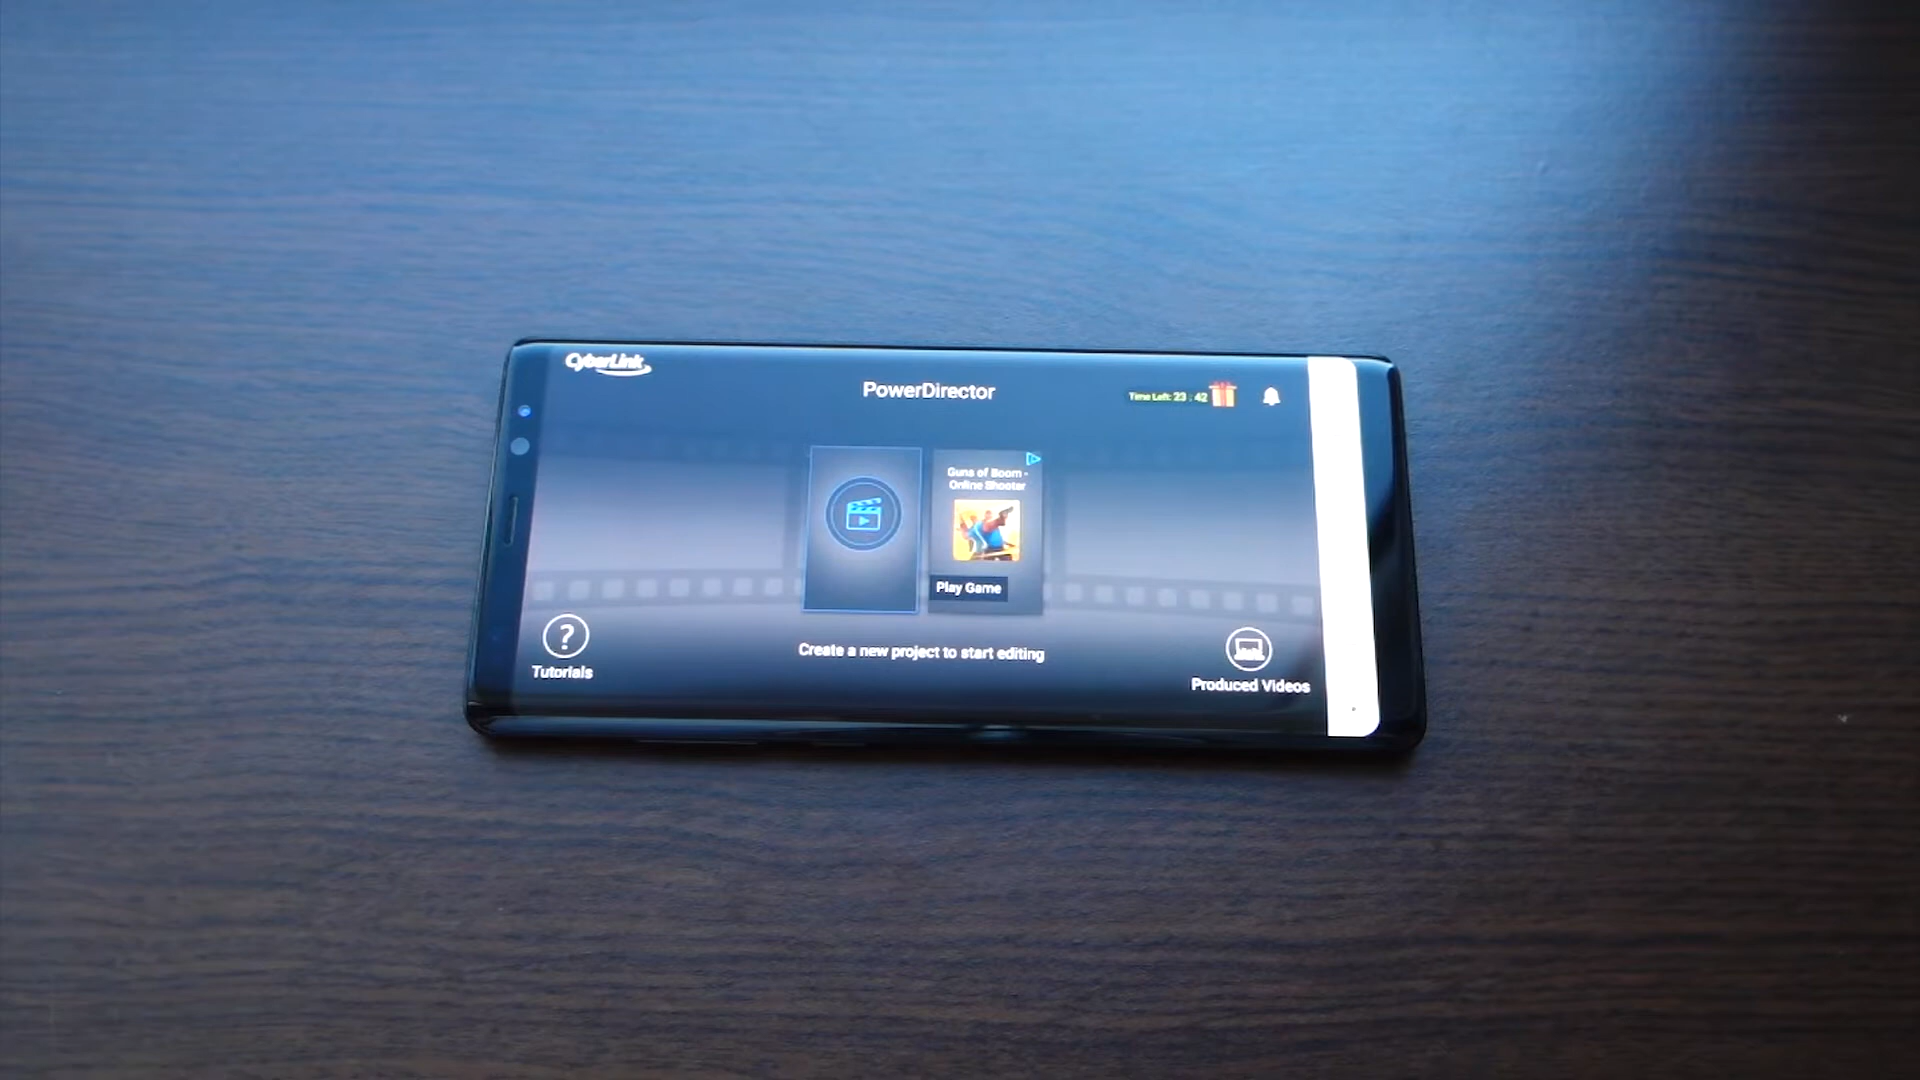 CyberLink
PowerDirector
Time Left: 23 : 42
Guns of Boom -
Online Shooter
Play Game
Create a new project to start editing
?
Tutorials
Produced Videos